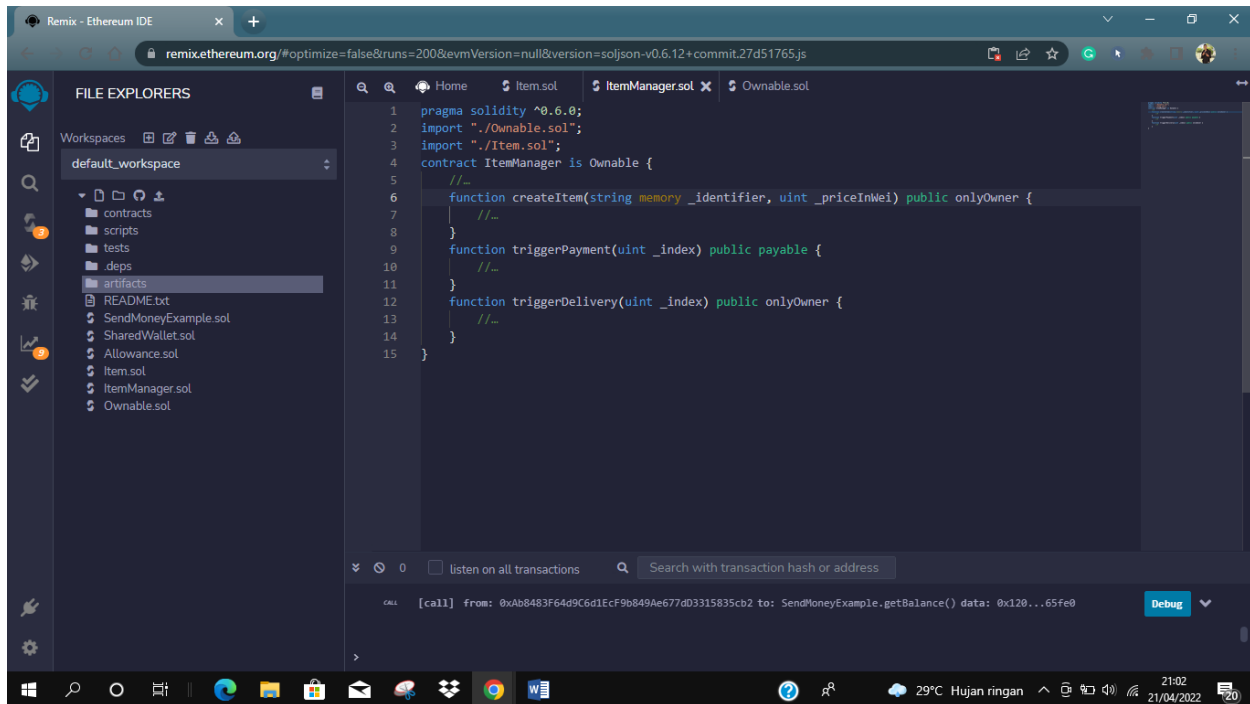 Remix - Ethereum IDE
remix.ethereum.org/#optimize=false&runs=200&evmVersion=null&version=soljson-v0.6.12+commit.27d51765.js
FILE EXPLORERS
Workspaces
default_workspace
contracts
scripts
tests
.deps
artifacts
README.txt
SendMoneyExample.sol
SharedWallet.sol
Allowance.sol
Item.sol
ItemManager.sol
Ownable.sol
3
9
Home Item.sol ItemManager.sol Ownable.sol
1 pragma solidity ^0.6.0;
2 import "./Ownable.sol";
3 import "./Item.sol";
4 contract ItemManager is Ownable {
5 //…
6 function createItem(string memory _identifier, uint _priceInWei) public onlyOwner {
7 //…
8 }
9 function triggerPayment(uint _index) public payable {
10 //…
11 }
12 function triggerDelivery(uint _index) public onlyOwner {
13 //…
14 }
15 }
0 listen on all transactions Search with transaction hash or address
CALL [call] from: 0xAb8483F64d9C6d1EcF9b849Ae677dD3315835cb2 to: SendMoneyExample.getBalance() data: 0x120...65fe0 Debug
>
29°C Hujan ringan
21:02
21/04/2022
20